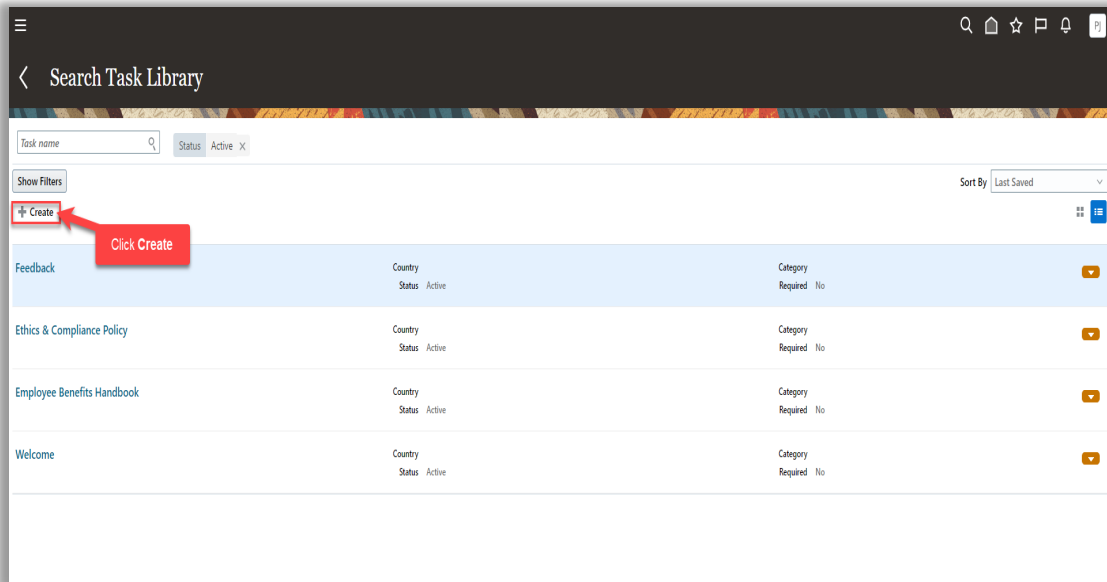 PJ
Search Task Library
Task name
Status Active X
Show Filters
Sort By Last Saved
+ Create
Click Create
Feedback
Country
Category
Status Active
Required No
Ethics & Compliance Policy
Country
Category
Status Active
Required No
Employee Benefits Handbook
Country
Category
Status Active
Required No
Welcome
Country
Category
Status Active
Required No